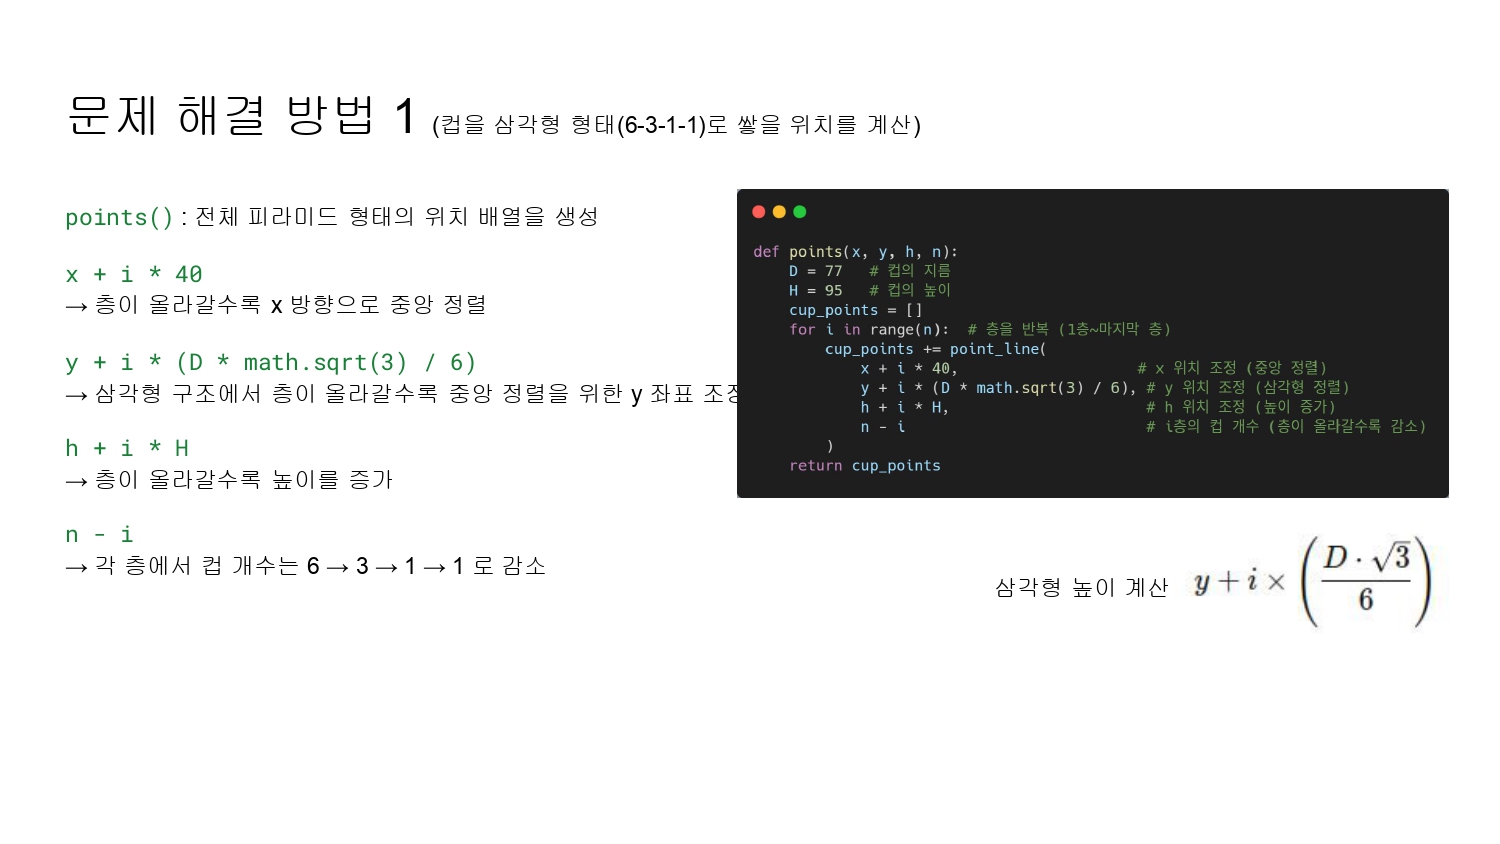 문제 해결 방법 1 (컵을 삼각형 형태(6-3-1-1)로 쌓을 위치를 계산)
points() : 전체 피라미드 형태의 위치 배열을 생성
x + i * 40
→ 층이 올라갈수록 x 방향으로 중앙 정렬
y + i * (D * math.sqrt(3) / 6)
→ 삼각형 구조에서 층이 올라갈수록 중앙 정렬을 위한 y 좌표 조정
h + i * H
→ 층이 올라갈수록 높이를 증가
n - i
→ 각 층에서 컵 개수는 6 → 3 → 1 → 1 로 감소
def points(x, y, h, n):
D = 77 # 컵의 지름
H = 95 # 컵의 높이
cup_points = []
for i in range(n): # 층을 반복 (1층~마지막 층)
cup_points += point_line(
x + i * 40, # x 위치 조정 (중앙 정렬)
y + i * (D * math.sqrt(3) / 6), # y 위치 조정 (삼각형 정렬)
h + i * H, # h 위치 조정 (높이 증가)
n - i # i층의 컵 개수 (층이 올라갈수록 감소)
)
return cup_points
삼각형 높이 계산 y + i × (D · √3 / 6)